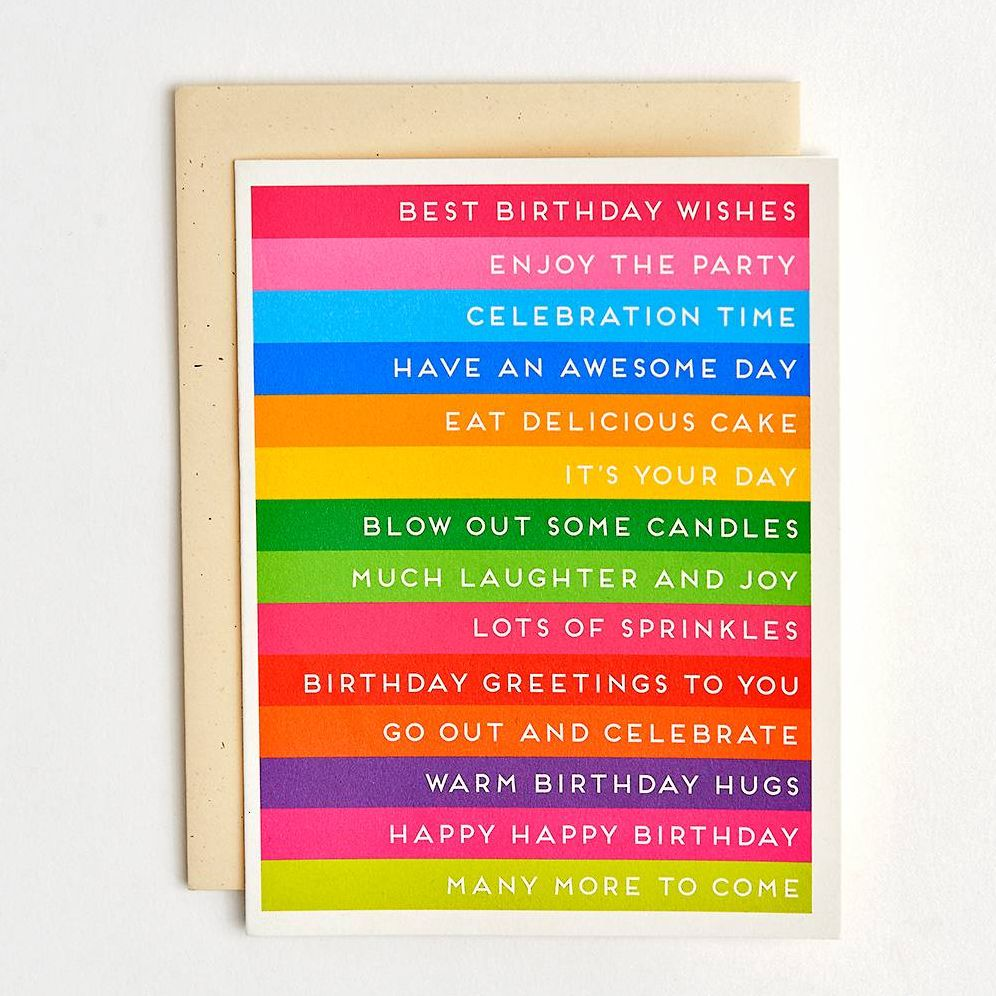 BEST BIRTHDAY WISHES
ENJOY THE PARTY
CELEBRATION TIME
HAVE AN AWESOME DAY
EAT DELICIOUS CAKE
IT'S YOUR DAY
BLOW OUT SOME CANDLES
MUCH LAUGHTER AND JOY
LOTS OF SPRINKLES
BIRTHDAY GREETINGS TO YOU
GO OUT AND CELEBRATE
WARM BIRTHDAY HUGS
HAPPY HAPPY BIRTHDAY
MANY MORE TO COME